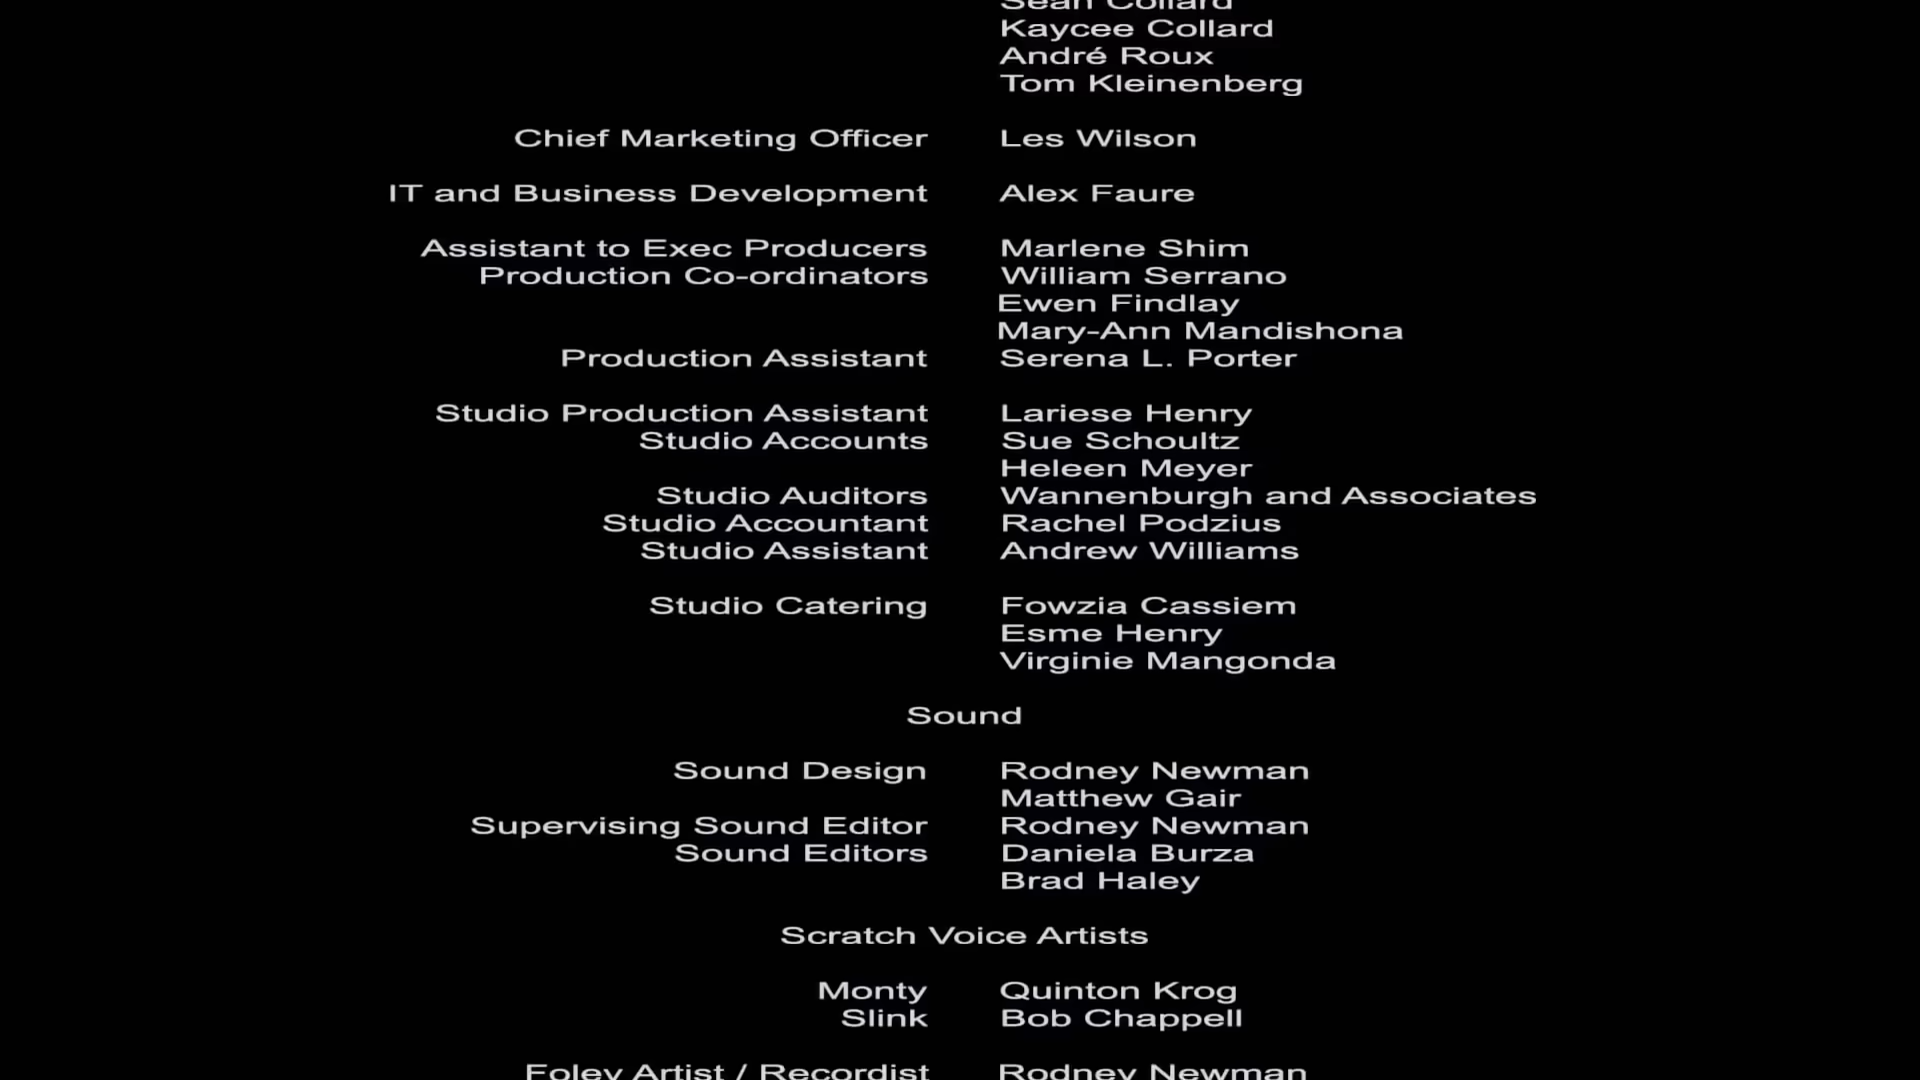 Sean Collard
Kaycee Collard
André Roux
Tom Kleinenberg
Chief Marketing Officer Les Wilson
IT and Business Development Alex Faure
Assistant to Exec Producers Marlene Shim
Production Co-ordinators William Serrano
Ewen Findlay
Mary-Ann Mandishona
Production Assistant Serena L. Porter
Studio Production Assistant Lariese Henry
Studio Accounts Sue Schoultz
Heleen Meyer
Studio Auditors Wannenburgh and Associates
Studio Accountant Rachel Podzius
Studio Assistant Andrew Williams
Studio Catering Fowzia Cassiem
Esme Henry
Virginie Mangonda
Sound
Sound Design Rodney Newman
Matthew Gair
Supervising Sound Editor Rodney Newman
Sound Editors Daniela Burza
Brad Haley
Scratch Voice Artists
Monty Quinton Krog
Slink Bob Chappell
Foley Artist / Recordist Rodney Newman